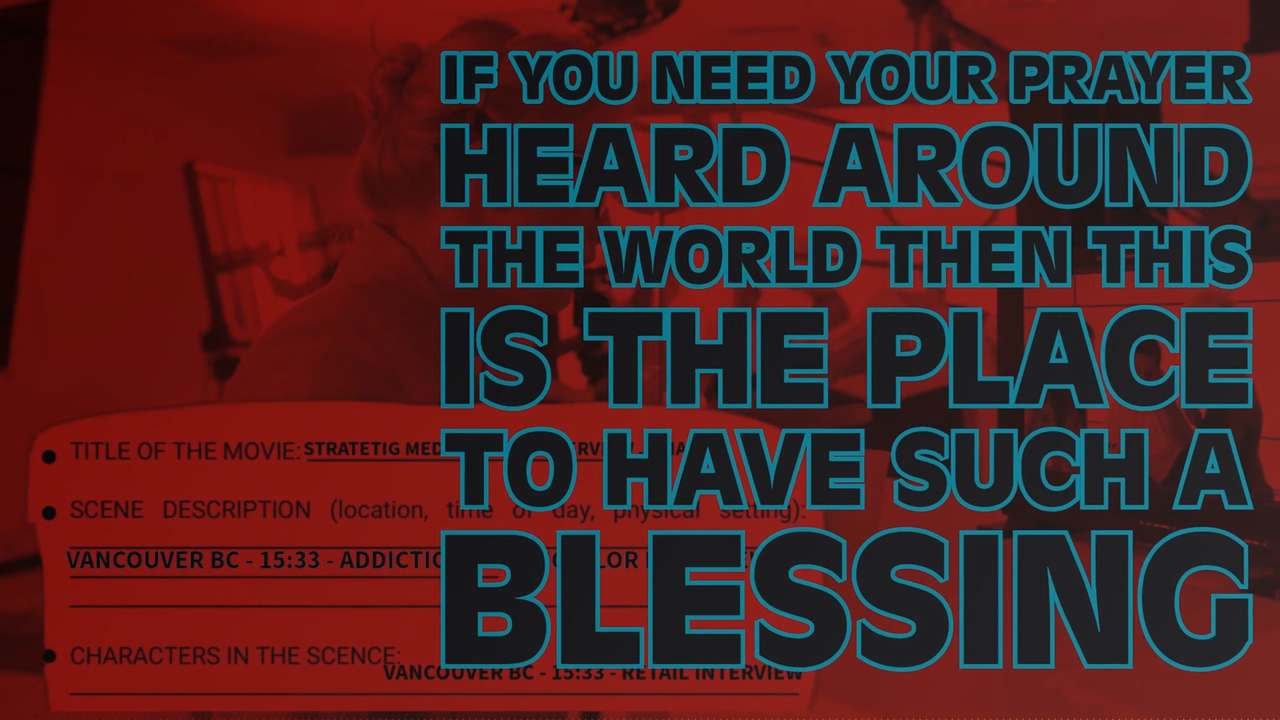 IF YOU NEED YOUR PRAYER
HEARD AROUND
THE WORLD THEN THIS
IS THE PLACE
TO HAVE SUCH A
BLESSING
TITLE OF THE MOVIE: STRATETIG MED
SCENE DESCRIPTION (location, time of day, physical setting):
VANCOUVER BC - 15:33 - ADDICTIO
CHARACTERS IN THE SCENCE:
VANCOUVER BC - 15:33 - RETAIL INTERVIEW